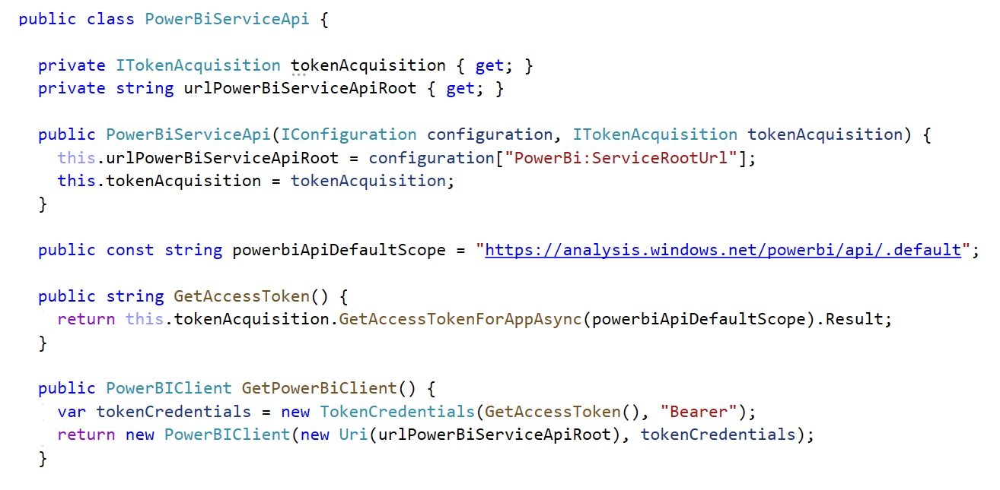 public class PowerBiServiceApi {
private ITokenAcquisition tokenAcquisition { get; }
private string urlPowerBiServiceApiRoot { get; }
public PowerBiServiceApi(IConfiguration configuration, ITokenAcquisition tokenAcquisition) {
this.urlPowerBiServiceApiRoot = configuration["PowerBi:ServiceRootUrl"];
this.tokenAcquisition = tokenAcquisition;
}
public const string powerbiApiDefaultScope = "https://analysis.windows.net/powerbi/api/.default";
public string GetAccessToken() {
return this.tokenAcquisition.GetAccessTokenForAppAsync(powerbiApiDefaultScope).Result;
}
public PowerBIClient GetPowerBiClient() {
var tokenCredentials = new TokenCredentials(GetAccessToken(), "Bearer");
return new PowerBIClient(new Uri(urlPowerBiServiceApiRoot), tokenCredentials);
}